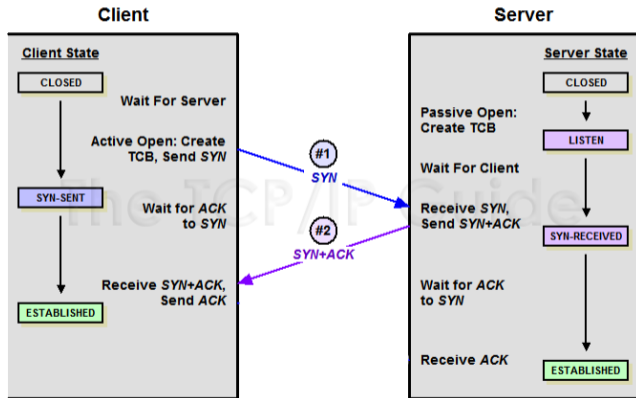 Client
Server
Client State
Server State
CLOSED
CLOSED
Wait For Server
Passive Open:
Create TCB
Active Open: Create
TCB, Send SYN
#1
SYN
LISTEN
Wait For Client
SYN-SENT
The TCP/IP Guide
Wait for ACK
to SYN
Receive SYN,
Send SYN+ACK
#2
SYN+ACK
SYN-RECEIVED
Receive SYN+ACK,
Send ACK
Wait for ACK
to SYN
ESTABLISHED
Receive ACK
ESTABLISHED